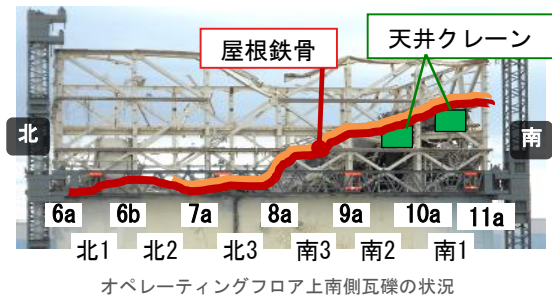 天井クレーン
屋根鉄骨
北
南
6a 6b 7a 8a 9a 10a 11a
北1 北2 北3 南3 南2 南1
オペレーティングフロア上南側瓦礫の状況